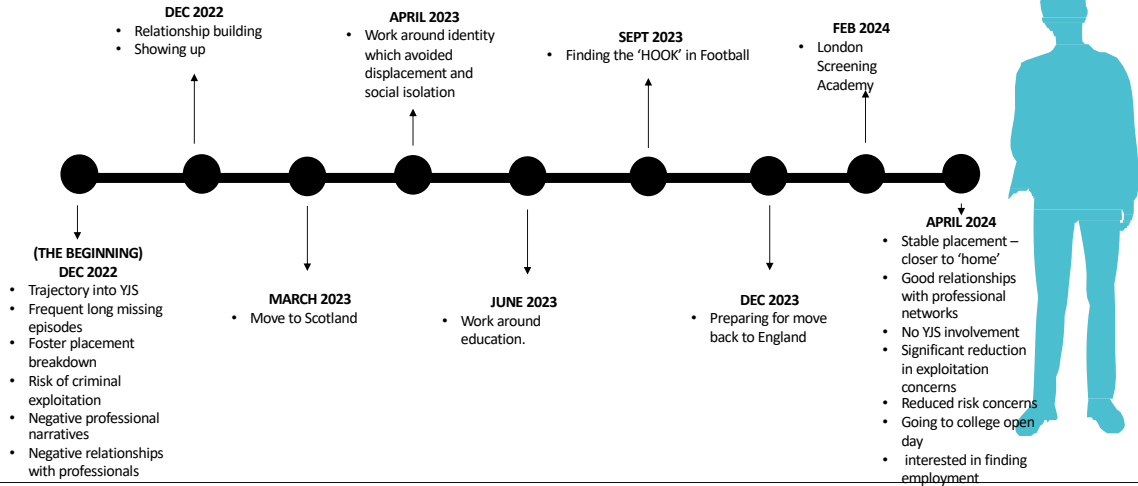 (THE BEGINNING)
DEC 2022
• Trajectory into YJS
• Frequent long missing
episodes
• Foster placement
breakdown
• Risk of criminal
exploitation
• Negative professional
narratives
• Negative relationships
with professionals
DEC 2022
• Relationship building
• Showing up
MARCH 2023
• Move to Scotland
APRIL 2023
• Work around identity
which avoided
displacement and
social isolation
JUNE 2023
• Work around
education.
SEPT 2023
• Finding the ‘HOOK’ in Football
DEC 2023
• Preparing for move
back to England
FEB 2024
• London
Screening
Academy
APRIL 2024
• Stable placement –
closer to ‘home’
• Good relationships
with professional
networks
• No YJS involvement
• Significant reduction
in exploitation
concerns
• Reduced risk concerns
• Going to college open
day
• interested in finding
employment